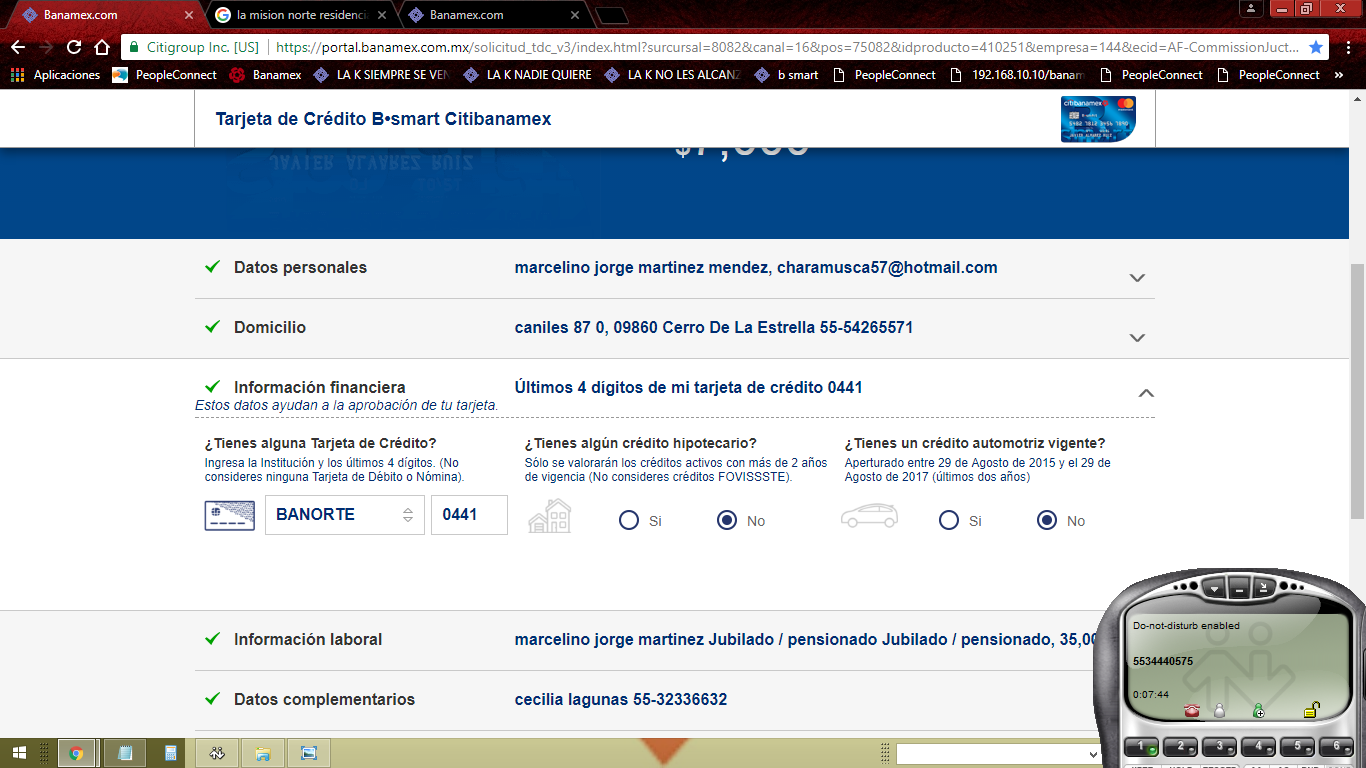 Banamex.com
la mision norte residenci
Banamex.com
Citigroup Inc. [US]
https://portal.banamex.com.mx/solicitud_tdc_v3/index.html?surcursal=8082&canal=16&pos=75082&idproducto=410251&empresa=144&ecid=AF-CommissionJuct...
Aplicaciones
PeopleConnect
Banamex
LA K SIEMPRE SE VEN
LA K NADIE QUIERE
LA K NO LES ALCANZ
b smart
PeopleConnect
192.168.10.10/banam
PeopleConnect
PeopleConnect
»
Tarjeta de Crédito B•smart Citibanamex
citibanamex
JAVIER ALVAREZ RUIZ
Datos personales
marcelino jorge martinez mendez, charamusca57@hotmail.com
Domicilio
caniles 87 0, 09860 Cerro De La Estrella 55-54265571
Información financiera
Últimos 4 dígitos de mi tarjeta de crédito 0441
Estos datos ayudan a la aprobación de tu tarjeta.
¿Tienes alguna Tarjeta de Crédito?
Ingresa la Institución y los últimos 4 dígitos. (No
consideres ninguna Tarjeta de Débito o Nómina).
BANORTE
0441
¿Tienes algún crédito hipotecario?
Sólo se valorarán los créditos activos con más de 2 años
de vigencia (No consideres créditos FOVISSSTE).
Si
No
¿Tienes un crédito automotriz vigente?
Aperturado entre 29 de Agosto de 2015 y el 29 de
Agosto de 2017 (últimos dos años)
Si
No
Información laboral
marcelino jorge martinez Jubilado / pensionado Jubilado / pensionado, 35,00
Datos complementarios
cecilia lagunas 55-32336632
Do-not-disturb enabled
5534440575
0:07:44
1
2
3
4
5
6